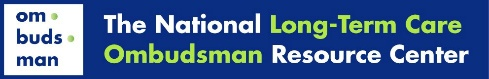 om
buds
man
The National Long-Term Care
Ombudsman Resource Center